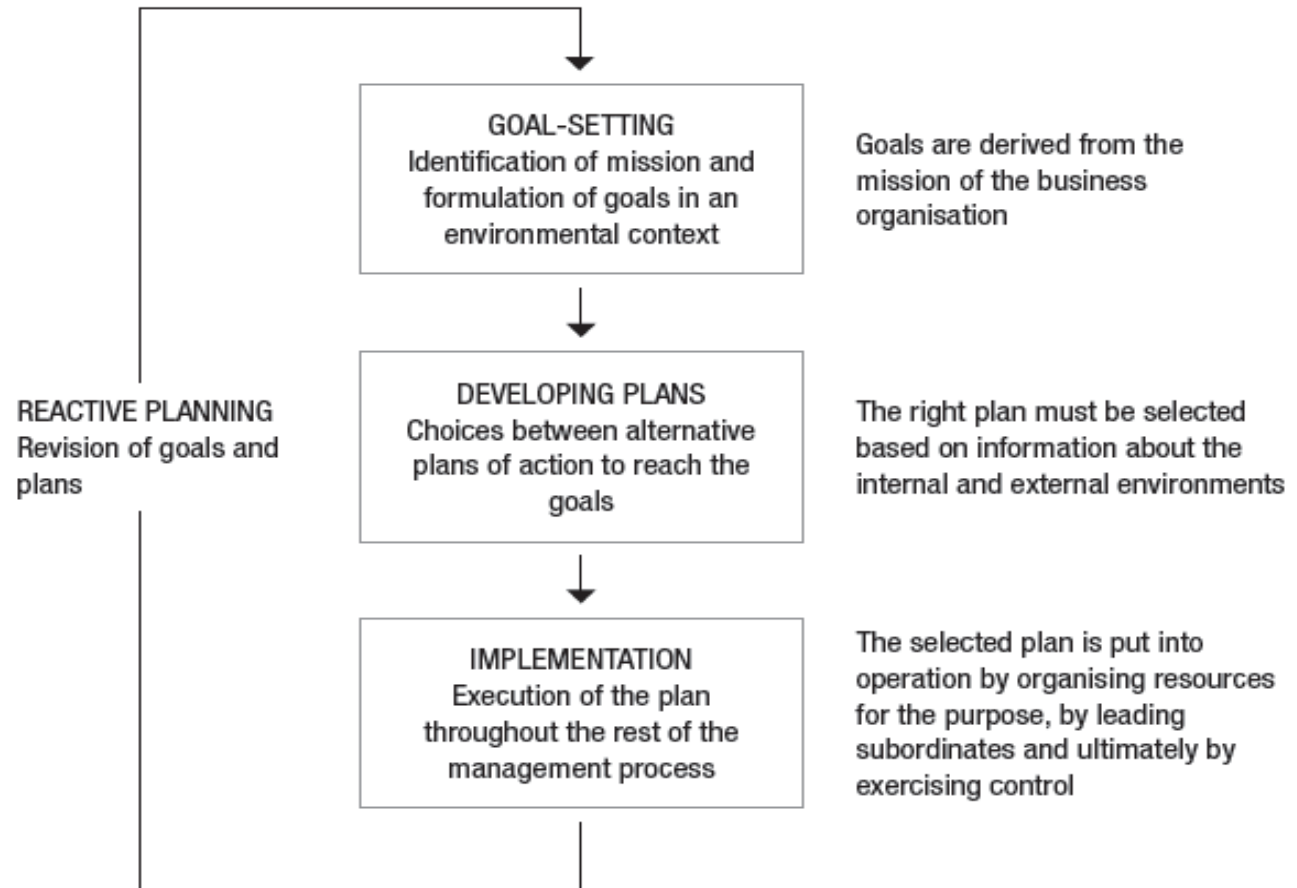 GOAL-SETTING
Identification of mission and
formulation of goals in an
environmental context
Goals are derived from the
mission of the business
organisation
REACTIVE PLANNING
Revision of goals and
plans
DEVELOPING PLANS
Choices between alternative
plans of action to reach the
goals
The right plan must be selected
based on information about the
internal and external environments
IMPLEMENTATION
Execution of the plan
throughout the rest of the
management process
The selected plan is put into
operation by organising resources
for the purpose, by leading
subordinates and ultimately by
exercising control